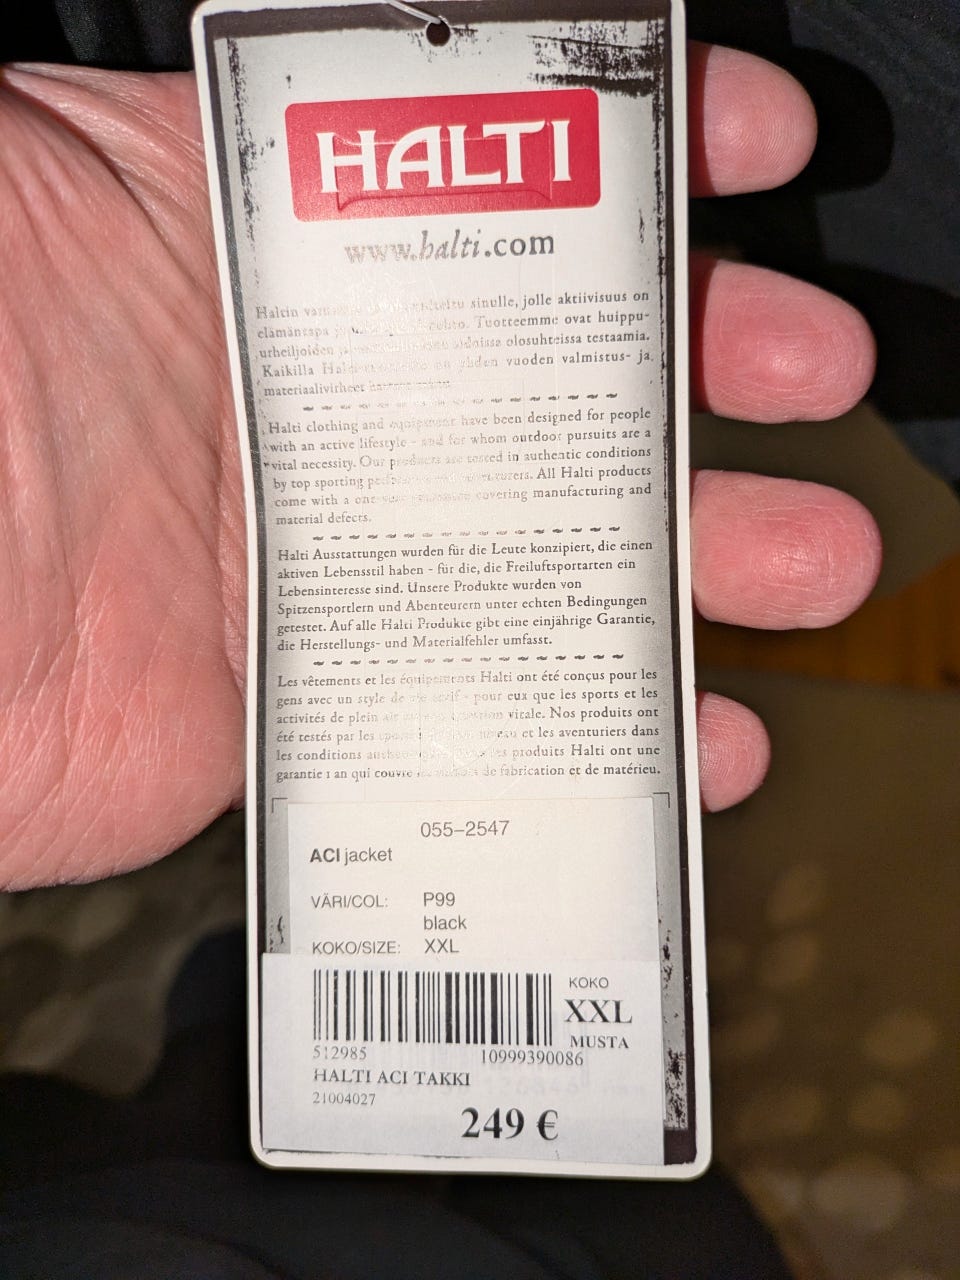 HALTI
www.halti.com
Haltin sinulle, jolle aktiivisuus on
elämäntapa Tuotteemme ovat huippu-
urheilijoiden olosuhteissa testaamia.
Kaikilla on yhden vuoden valmistus- ja
materiaalivirheet
Halti clothing and equipment have been designed for people
with an active lifestyle - and for whom outdoor pursuits are a
vital necessity. Our products are tested in authentic conditions
by top sporting All Halti products
come with a one covering manufacturing and
material defects.
Halti Ausstattungen wurden für die Leute konzipiert, die einen
aktiven Lebensstil haben - für die, die Freiluftsportarten ein
Lebensinteresse sind. Unsere Produkte wurden von
Spitzensportlern und Abenteurern unter echten Bedingungen
getestet. Auf alle Halti Produkte gibt eine einjährige Garantie,
die Herstellungs- und Materialfehler umfasst.
Les vêtements et les équipements Halti ont été conçus pour les
gens avec un style de vie actif - pour eux que les sports et les
activités de plein air vitale. Nos produits ont
été testés par les niveau et les aventuriers dans
les conditions les produits Halti ont une
garantie 1 an qui couvre de fabrication et de matérieu.
055-2547
ACI jacket
VÄRI/COL: P99
black
KOKO/SIZE: XXL
KOKO
XXL
MUSTA
512985 10999390086
HALTI ACI TAKKI
21004027
249 €